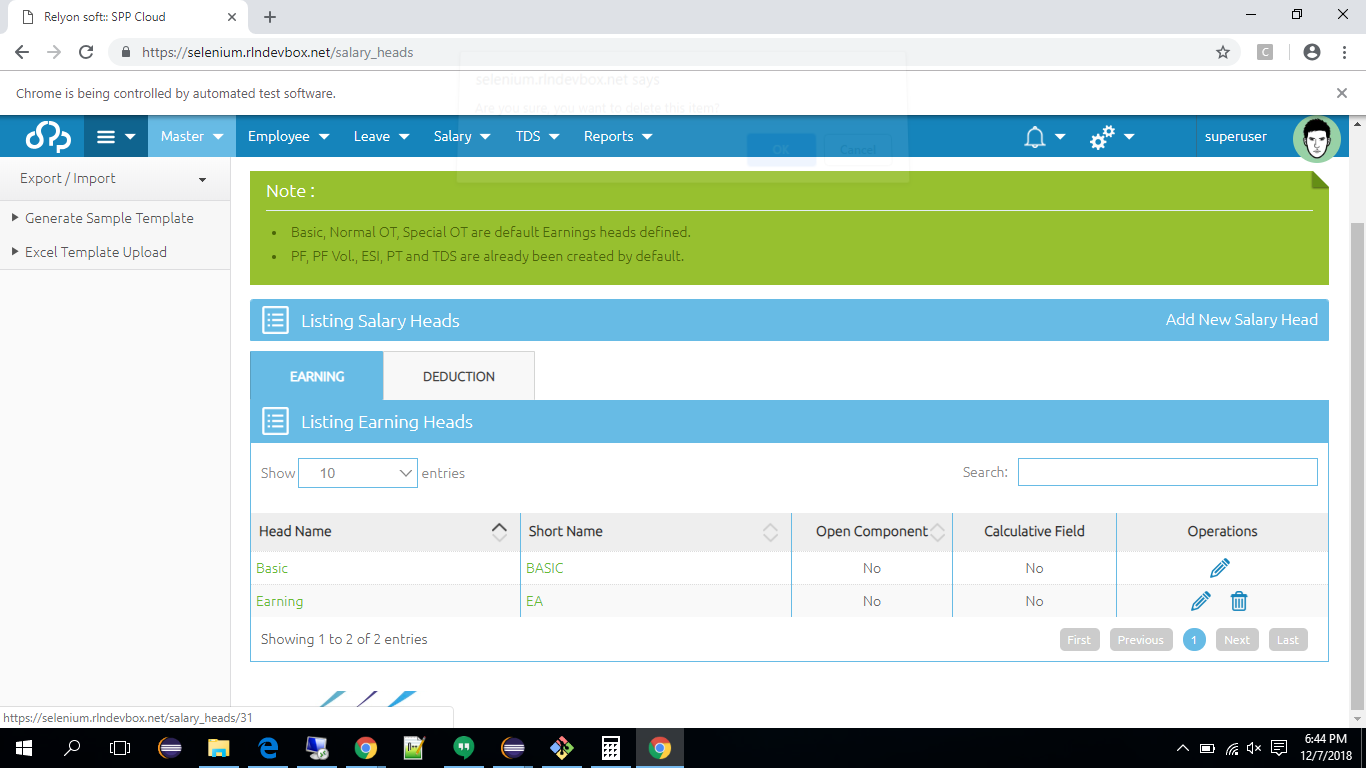 Relyon soft:: SPP Cloud
https://selenium.rlndevbox.net/salary_heads
C
selenium.rlndevbox.net says
Chrome is being controlled by automated test software.
Are you sure, you want to delete this item?
OK Cancel
Master Employee Leave Salary TDS Reports superuser
Export / Import
Generate Sample Template
Excel Template Upload
Note :
Basic, Normal OT, Special OT are default Earnings heads defined.
PF, PF Vol., ESI, PT and TDS are already been created by default.
Listing Salary Heads Add New Salary Head
EARNING DEDUCTION
Listing Earning Heads
Show 10 entries Search:
Head Name Short Name Open Component Calculative Field Operations
Basic BASIC No No
Earning EA No No
Showing 1 to 2 of 2 entries First Previous 1 Next Last
https://selenium.rlndevbox.net/salary_heads/31
6:44 PM
12/7/2018